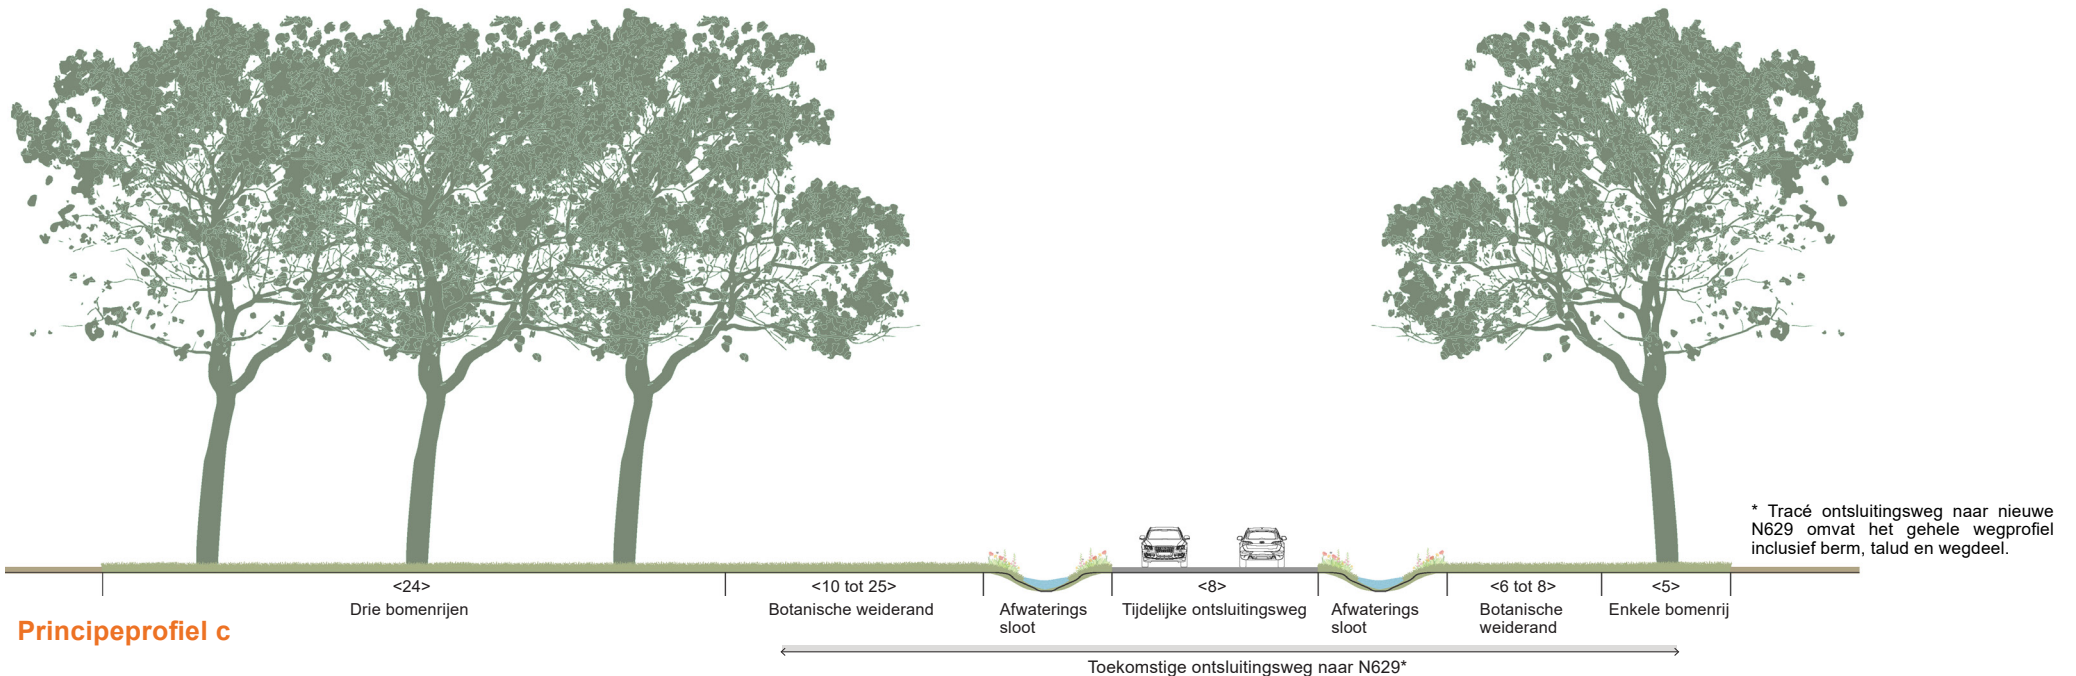 * Tracé ontsluitingsweg naar nieuwe
N629 omvat het gehele wegprofiel
inclusief berm, talud en wegdeel.
<24>
Drie bomenrijen
<10 tot 25>
Botanische weiderand
Afwaterings
sloot
<8>
Tijdelijke ontsluitingsweg
Afwaterings
sloot
<6 tot 8>
Botanische
weiderand
<5>
Enkele bomenrij
Principeprofiel c
Toekomstige ontsluitingsweg naar N629*